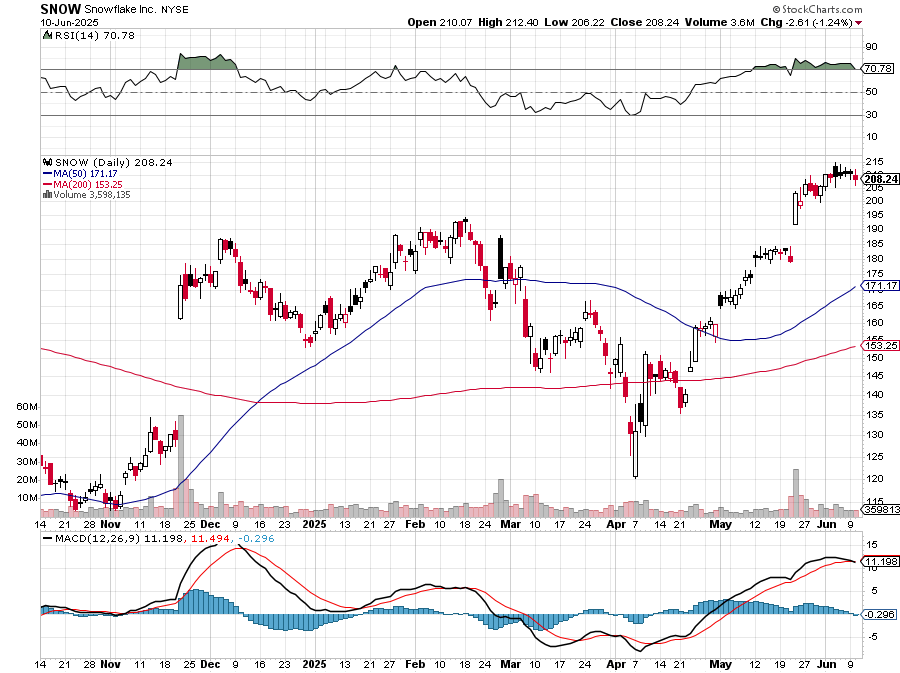 SNOW Snowflake Inc. NYSE
© StockCharts.com
10-Jun-2025
Open 210.07 High 212.40 Low 206.22 Close 208.24 Volume 3.6M Chg -2.61 (-1.24%)
RSI(14) 70.78
90
70.78
50
30
10
SNOW (Daily) 208.24
MA(50) 171.17
MA(200) 153.25
Volume 3,598,135
215
208.24
205
200
195
190
185
180
175
171.17
165
160
155
153.25
150
145
140
135
130
125
120
115
60M
50M
40M
30M
20M
10M
359813
14 21 28 Nov 11 18 25 Dec 9 16 23 2025 13 21 27 Feb 10 18 24 Mar 10 17 24 Apr 7 14 21 May 12 19 27 Jun 9
MACD(12,26,9) 11.198, 11.494, -0.296
15
11.198
10
5
-0.296
-5
14 21 28 Nov 11 18 25 Dec 9 16 23 2025 13 21 27 Feb 10 18 24 Mar 10 17 24 Apr 7 14 21 May 12 19 27 Jun 9